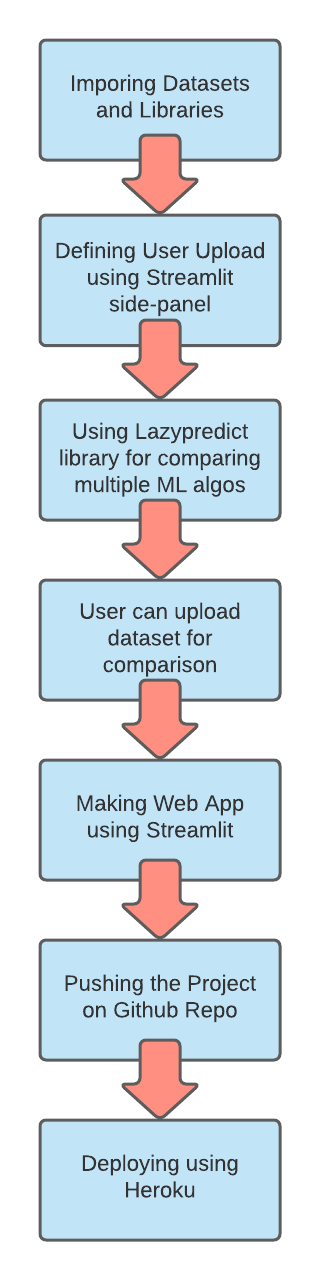 Imporing Datasets
and Libraries
Defining User Upload
using Streamlit
side-panel
Using Lazypredict
library for comparing
multiple ML algos
User can upload
dataset for
comparison
Making Web App
using Streamlit
Pushing the Project
on Github Repo
Deploying using
Heroku